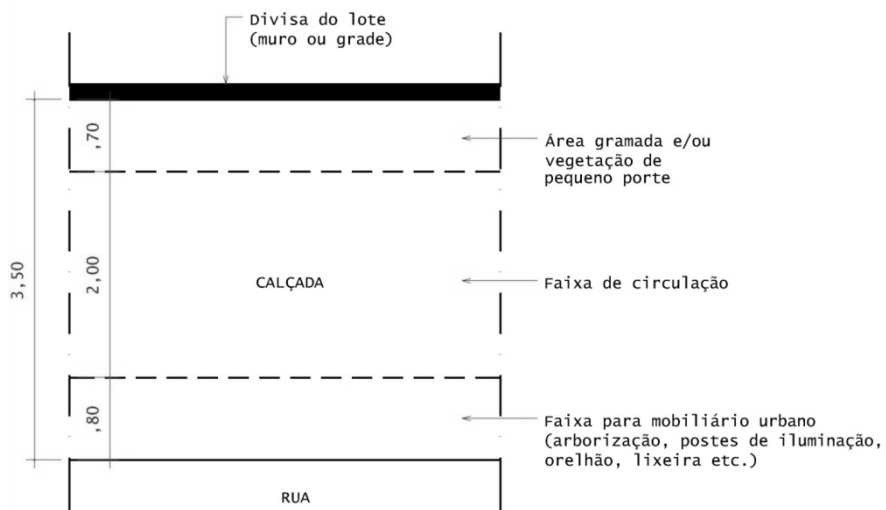 Divisa do lote
(muro ou grade)
,70
Área gramada e/ou
vegetação de
pequeno porte
3,50
2,00
CALÇADA
Faixa de circulação
,80
Faixa para mobiliário urbano
(arborização, postes de iluminação,
orelhão, lixeira etc.)
RUA